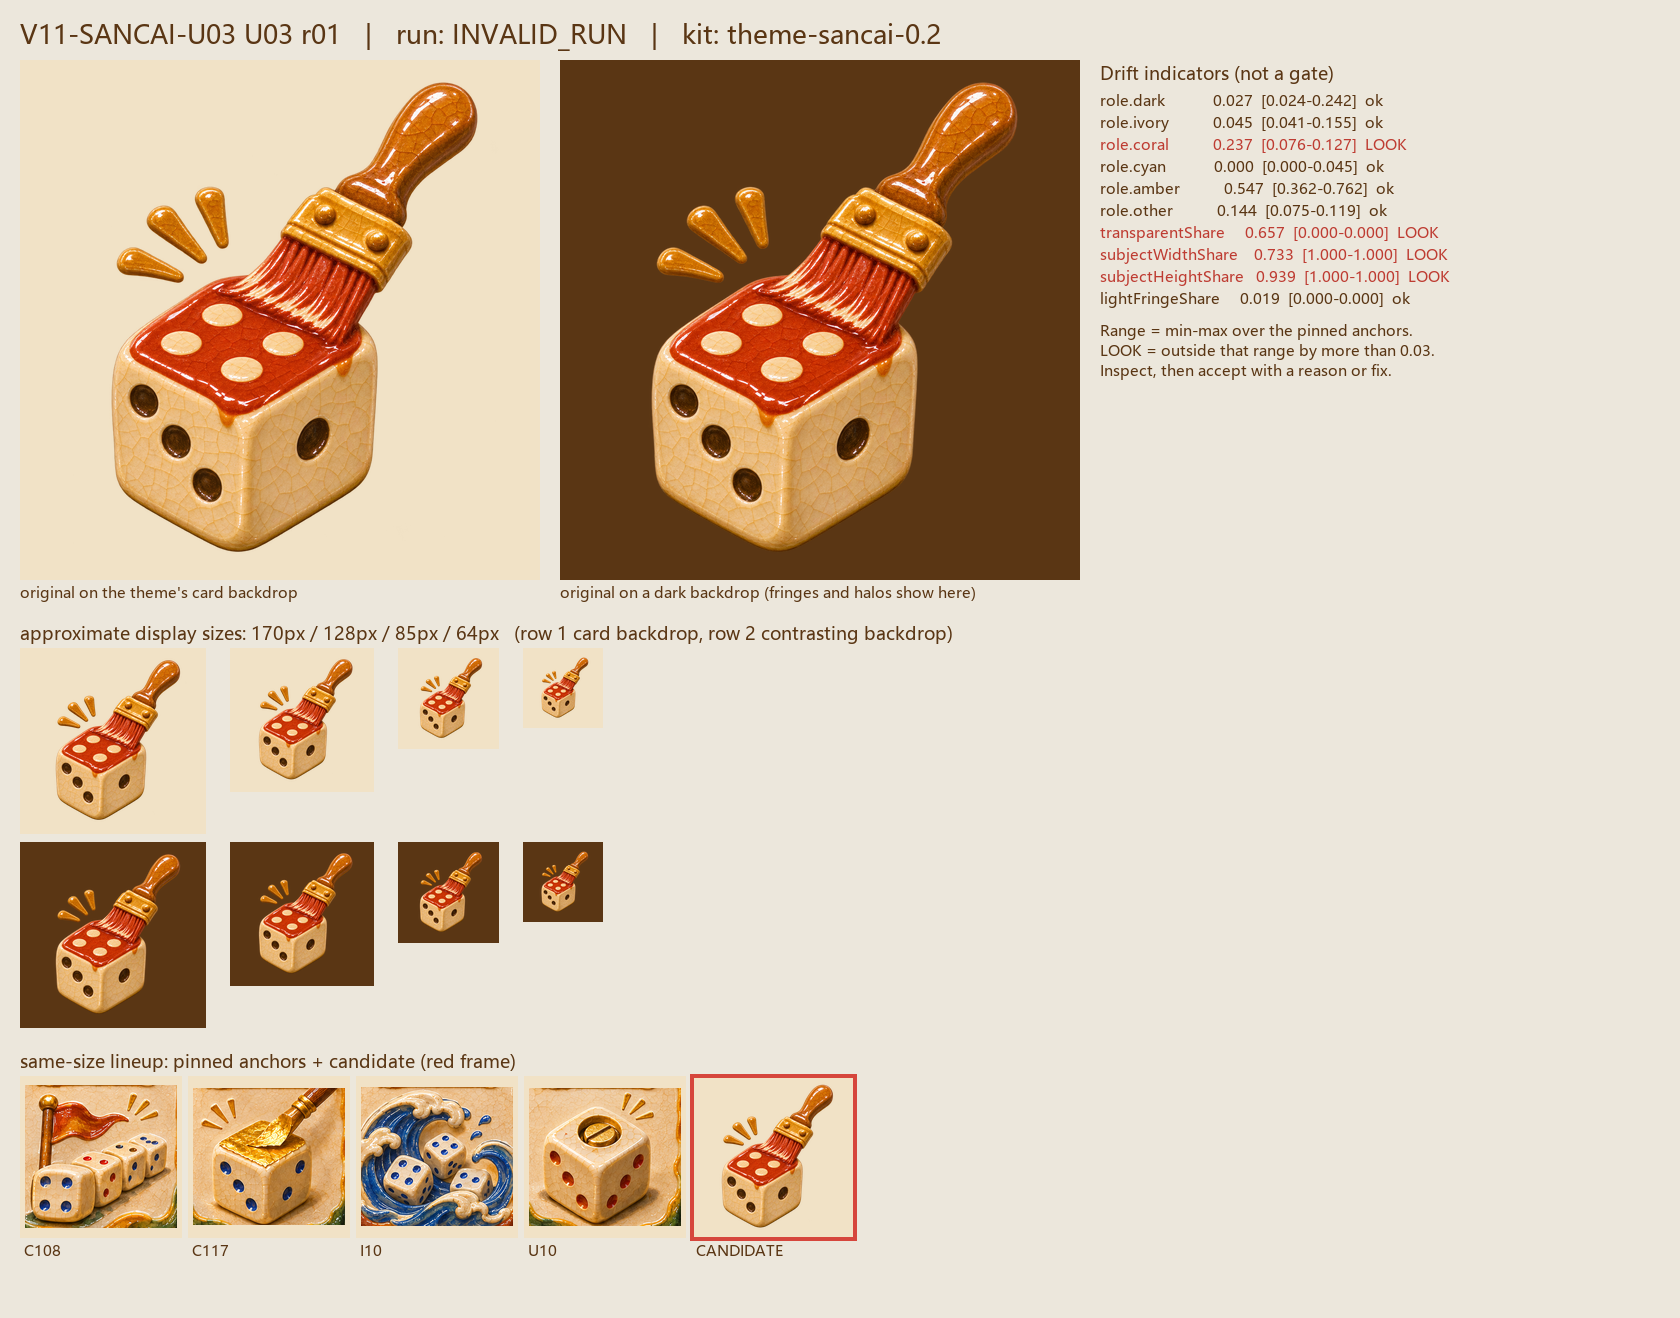 V11-SANCAI-U03 U03 r01 | run: INVALID_RUN | kit: theme-sancai-0.2
Drift indicators (not a gate)
role.dark 0.027 [0.024-0.242] ok
role.ivory 0.045 [0.041-0.155] ok
role.coral 0.237 [0.076-0.127] LOOK
role.cyan 0.000 [0.000-0.045] ok
role.amber 0.547 [0.362-0.762] ok
role.other 0.144 [0.075-0.119] ok
transparentShare 0.657 [0.000-0.000] LOOK
subjectWidthShare 0.733 [1.000-1.000] LOOK
subjectHeightShare 0.939 [1.000-1.000] LOOK
lightFringeShare 0.019 [0.000-0.000] ok
Range = min-max over the pinned anchors.
LOOK = outside that range by more than 0.03.
Inspect, then accept with a reason or fix.
original on the theme's card backdrop
original on a dark backdrop (fringes and halos show here)
approximate display sizes: 170px / 128px / 85px / 64px (row 1 card backdrop, row 2 contrasting backdrop)
same-size lineup: pinned anchors + candidate (red frame)
C108
C117
I10
U10
CANDIDATE